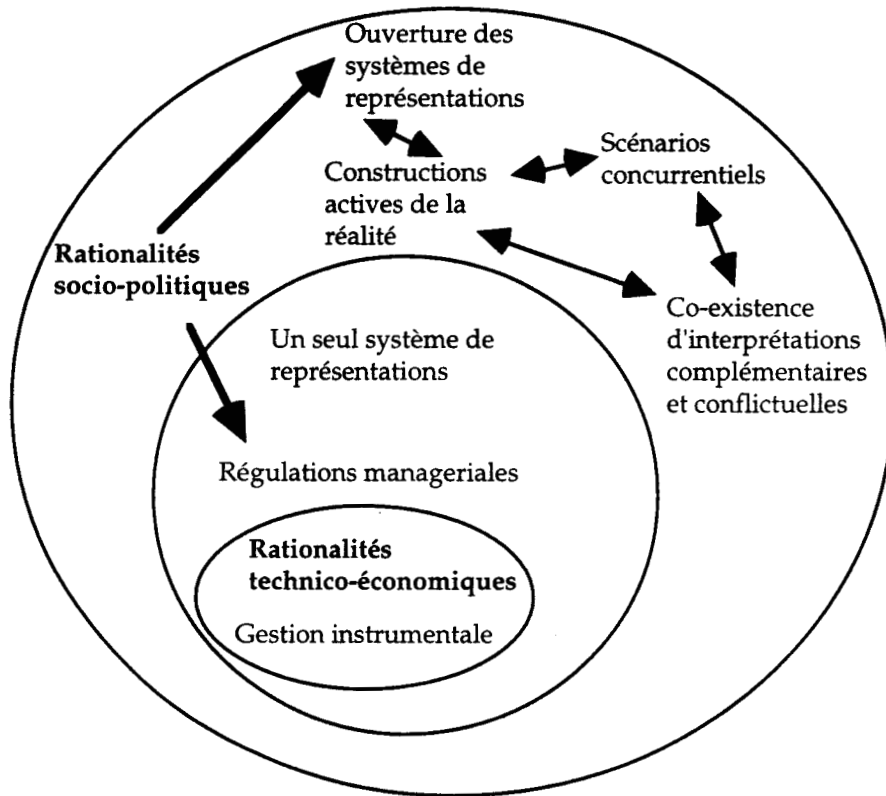 Ouverture des
systèmes de
représentations
Scénarios
concurrentiels
Constructions
actives de la
réalité
Rationalités
socio-politiques
Co-existence
d'interprétations
complémentaires
et conflictuelles
Un seul système de
représentations
Régulations manageriales
Rationalités
technico-économiques
Gestion instrumentale